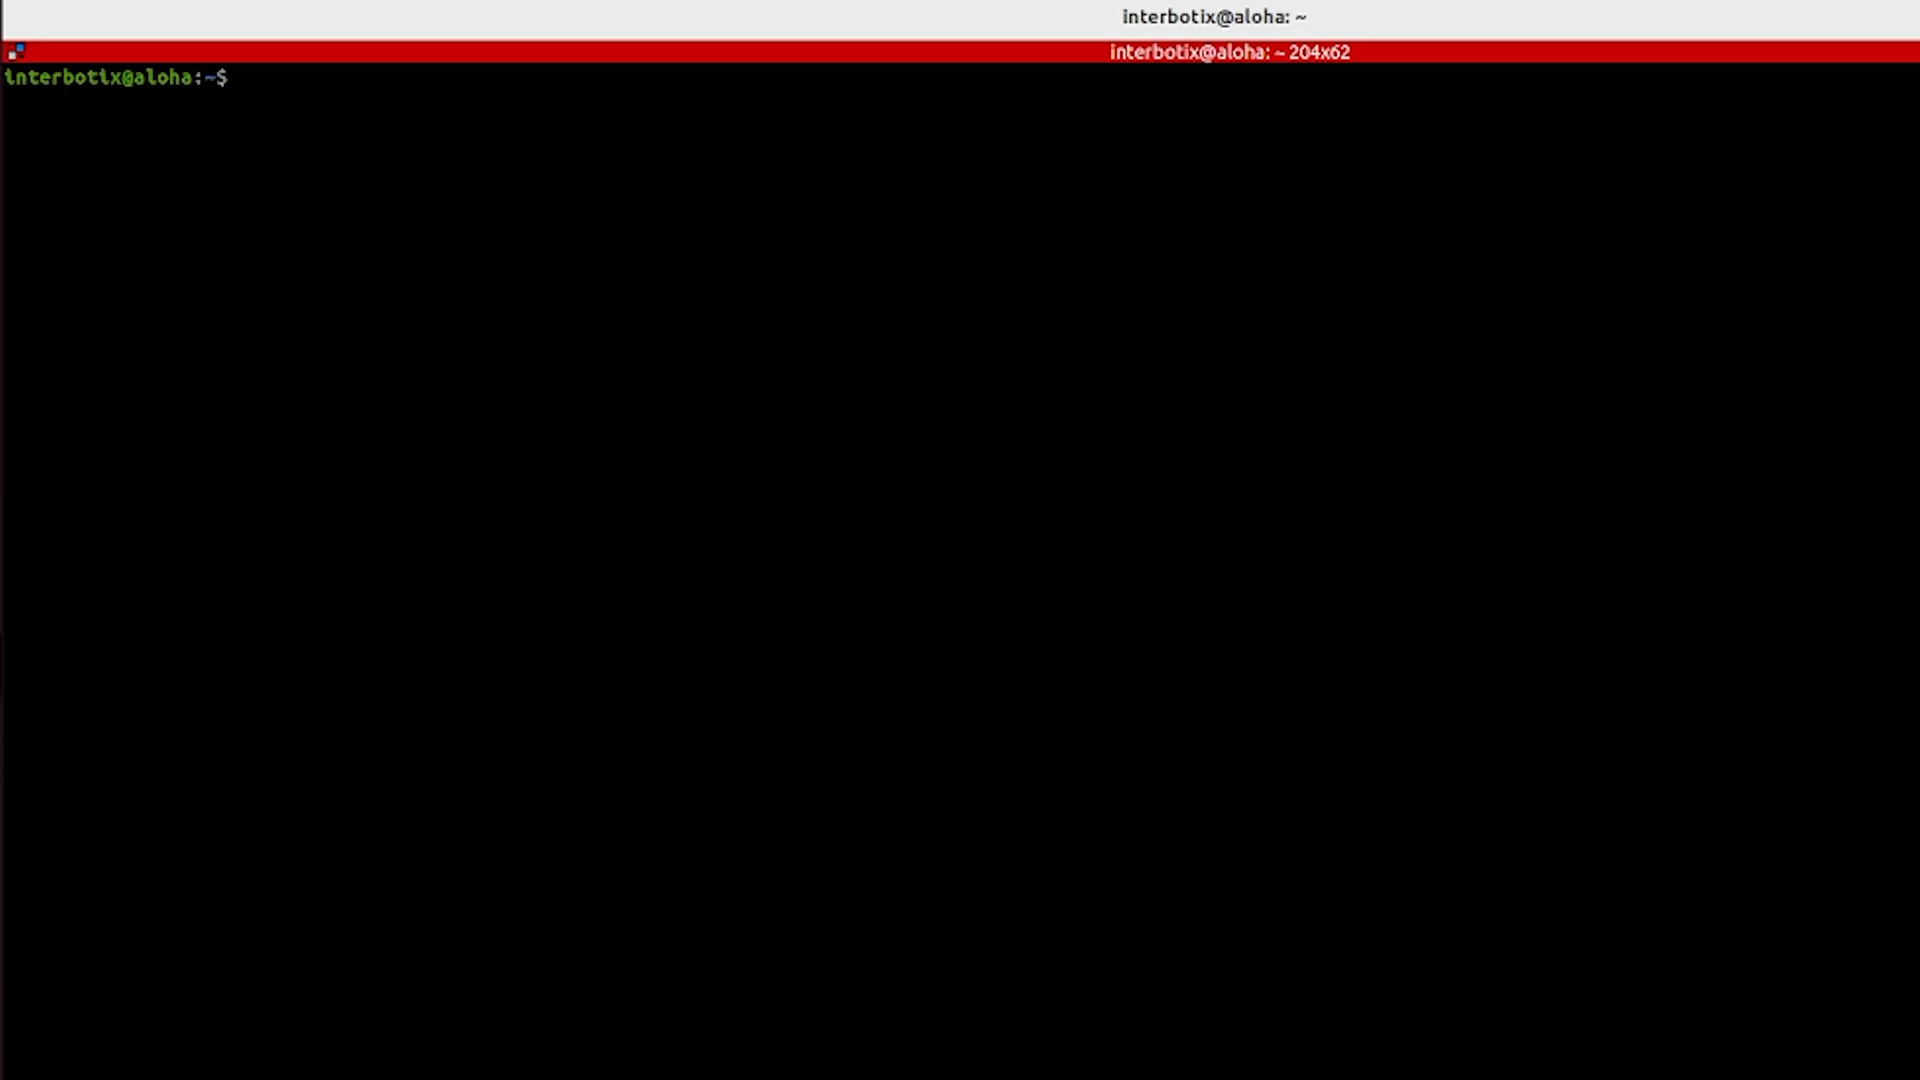 interbotix@aloha: ~
interbotix@aloha: ~ 204x62
interbotix@aloha:~$